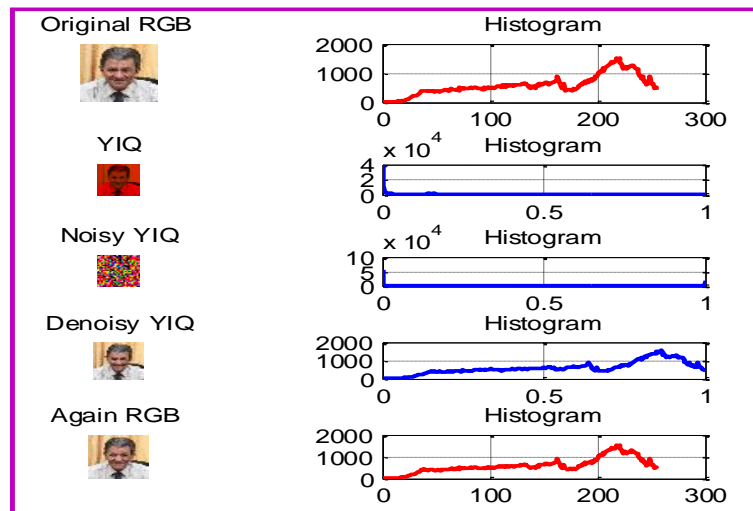 Original RGB
Histogram
2000
1000
0
0 100 200 300
YIQ
Histogram
x 10^4
4
2
0
0 0.5 1
Noisy YIQ
Histogram
x 10^4
10
5
0
0 0.5 1
Denoisy YIQ
Histogram
2000
1000
0
0 0.5 1
Again RGB
Histogram
2000
1000
0
0 100 200 300